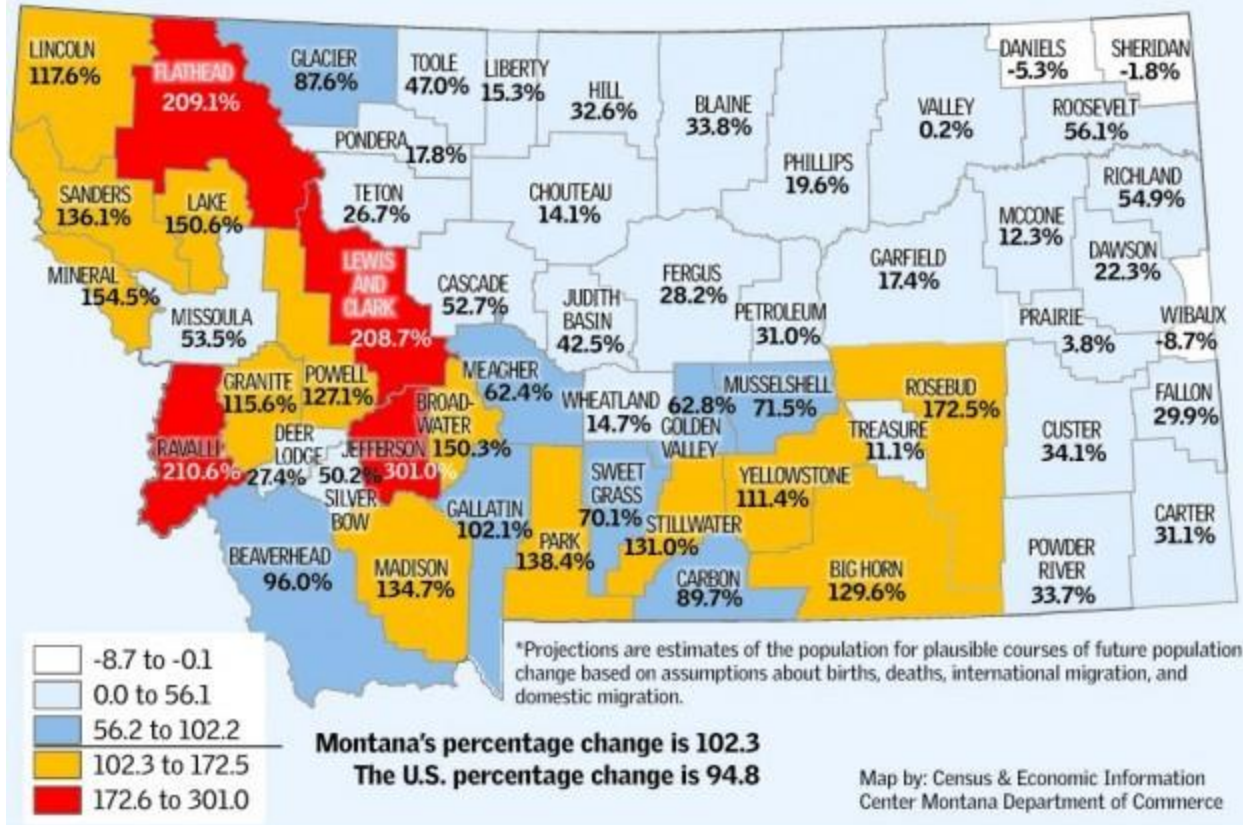 LINCOLN
117.6%
FLATHEAD
209.1%
GLACIER
87.6%
TOOLE
47.0%
LIBERTY
15.3%
HILL
32.6%
BLAINE
33.8%
PHILLIPS
19.6%
VALLEY
0.2%
DANIELS
-5.3%
SHERIDAN
-1.8%
ROOSEVELT
56.1%
PONDERA
17.8%
TETON
26.7%
CHOUTEAU
14.1%
RICHLAND
54.9%
SANDERS
136.1%
LAKE
150.6%
MCCONE
12.3%
DAWSON
22.3%
MINERAL
154.5%
MISSOULA
53.5%
LEWIS
AND
CLARK
208.7%
CASCADE
52.7%
JUDITH
BASIN
42.5%
FERGUS
28.2%
PETROLEUM
31.0%
GARFIELD
17.4%
PRAIRIE
3.8%
WIBAUX
-8.7%
RAVALLI
210.6%
GRANITE
115.6%
POWELL
127.1%
DEER
LODGE
27.4%
50.2%
SILVER
BOW
JEFFERSON
301.0%
BROAD-
WATER
150.3%
MEAGHER
62.4%
WHEATLAND
14.7%
62.8%
GOLDEN
VALLEY
MUSSELSHELL
71.5%
ROSEBUD
172.5%
TREASURE
11.1%
CUSTER
34.1%
FALLON
29.9%
BEAVERHEAD
96.0%
MADISON
134.7%
GALLATIN
102.1%
PARK
138.4%
SWEET
GRASS
70.1%
STILLWATER
131.0%
YELLOWSTONE
111.4%
CARBON
89.7%
BIG HORN
129.6%
POWDER
RIVER
33.7%
CARTER
31.1%
-8.7 to -0.1
0.0 to 56.1
56.2 to 102.2
102.3 to 172.5
172.6 to 301.0
*Projections are estimates of the population for plausible courses of future population
change based on assumptions about births, deaths, international migration, and
domestic migration.
Montana's percentage change is 102.3
The U.S. percentage change is 94.8
Map by: Census & Economic Information
Center Montana Department of Commerce